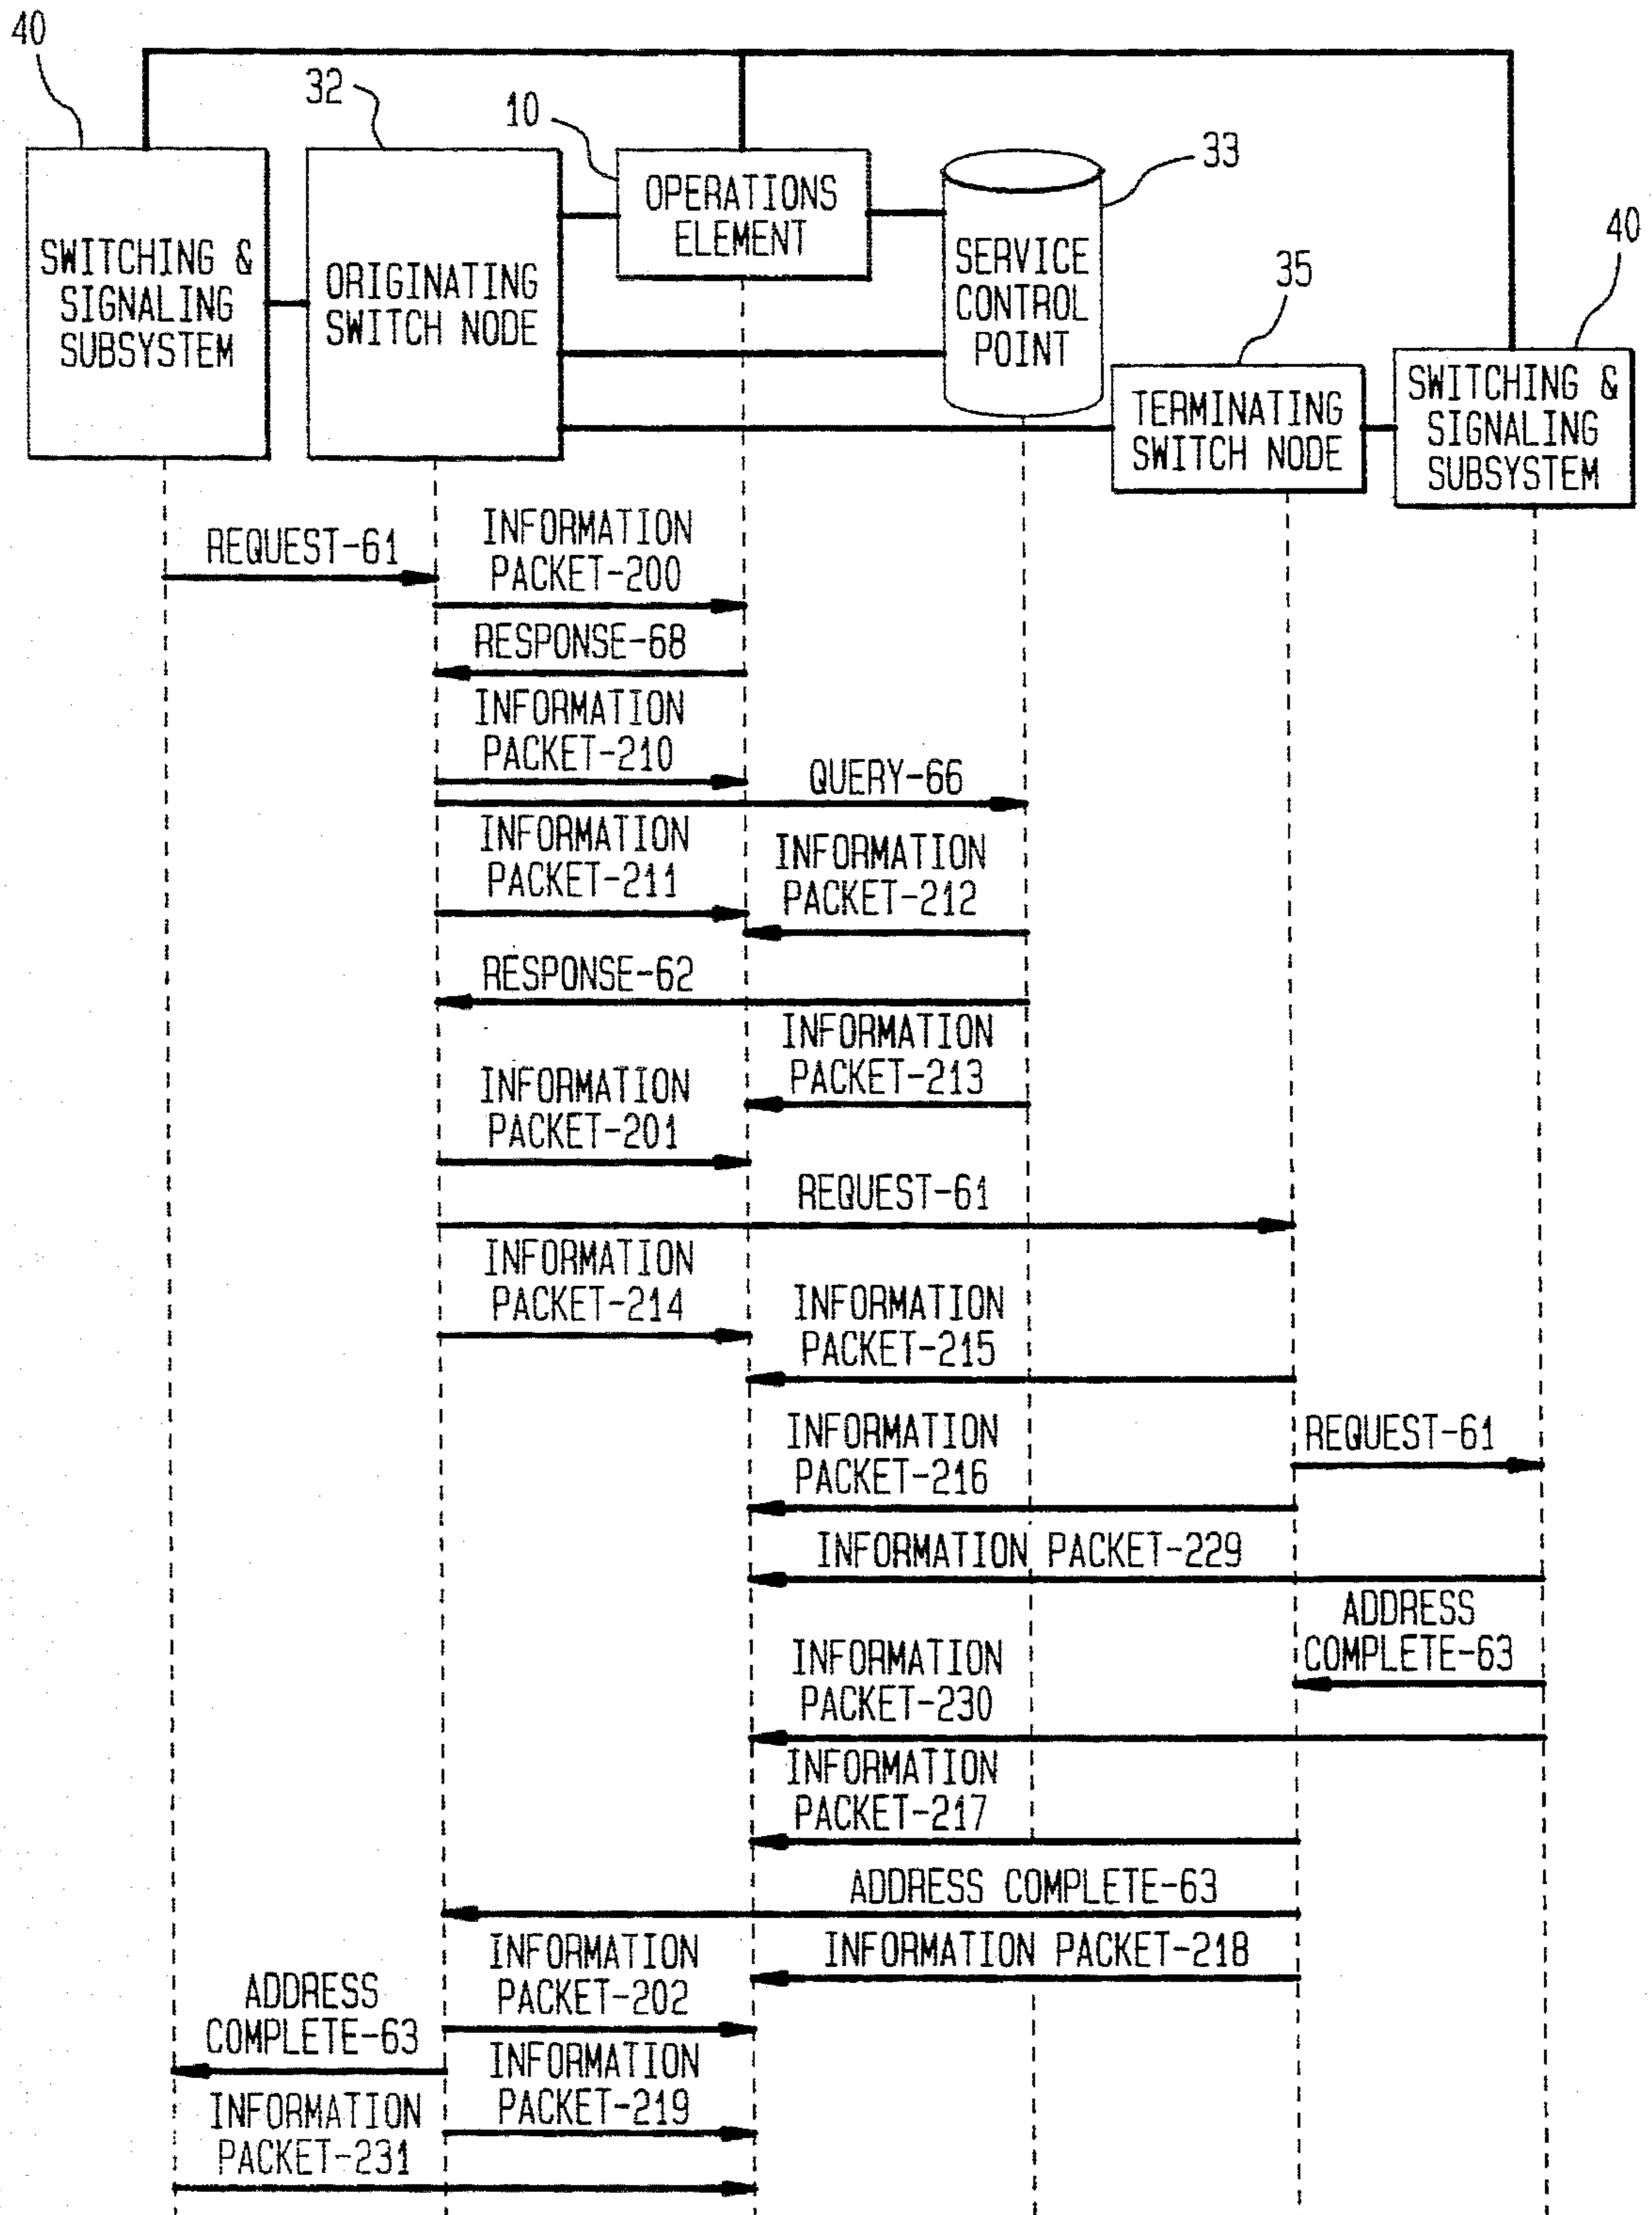 40
32
10
33
40
35
SWITCHING &
SIGNALING
SUBSYSTEM
ORIGINATING
SWITCH NODE
OPERATIONS
ELEMENT
SERVICE
CONTROL
POINT
TERMINATING
SWITCH NODE
SWITCHING &
SIGNALING
SUBSYSTEM
REQUEST-61
INFORMATION
PACKET-200
RESPONSE-68
INFORMATION
PACKET-210
QUERY-66
INFORMATION
PACKET-211
INFORMATION
PACKET-212
RESPONSE-62
INFORMATION
PACKET-213
INFORMATION
PACKET-201
REQUEST-61
INFORMATION
PACKET-214
INFORMATION
PACKET-215
REQUEST-61
INFORMATION
PACKET-216
INFORMATION PACKET-229
ADDRESS
COMPLETE-63
INFORMATION
PACKET-230
INFORMATION
PACKET-217
ADDRESS COMPLETE-63
INFORMATION PACKET-218
INFORMATION
PACKET-202
ADDRESS
COMPLETE-63
INFORMATION
PACKET-219
INFORMATION
PACKET-231